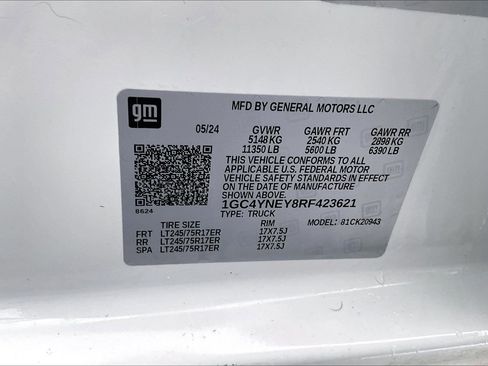 gm
MFD BY GENERAL MOTORS LLC
05/24 GVWR GAWR FRT GAWR RR
5148 KG 2540 KG 2898 KG
11350 LB 5600 LB 6390 LB
THIS VEHICLE CONFORMS TO ALL
APPLICABLE U.S. FEDERAL MOTOR
VEHICLE SAFETY STANDARDS IN EFFECT
ON THE DATE OF MANUFACTURE
SHOWN ABOVE.
8624 1GC4YNEY8RF423621
TYPE: TRUCK MODEL: 81CK20943
TIRE SIZE RIM
FRT LT245/75R17ER 17X7.5J
RR LT245/75R17ER 17X7.5J
SPA LT245/75R17ER 17X7.5J